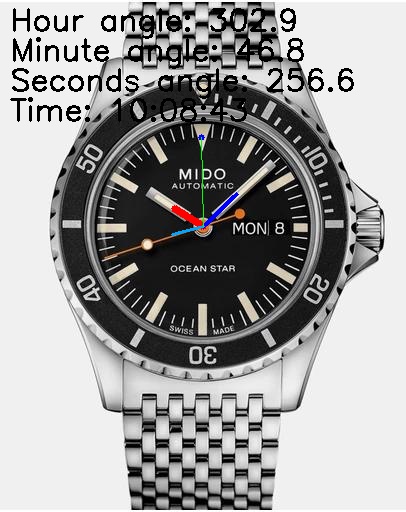 Hour angle: 302.9
Minute angle: 46.8
Seconds angle: 256.6
Time: 10:08:43
50
10
MIDO
AUTOMATIC
MON 8
OCEAN STAR
40
20
SWISS MADE
30